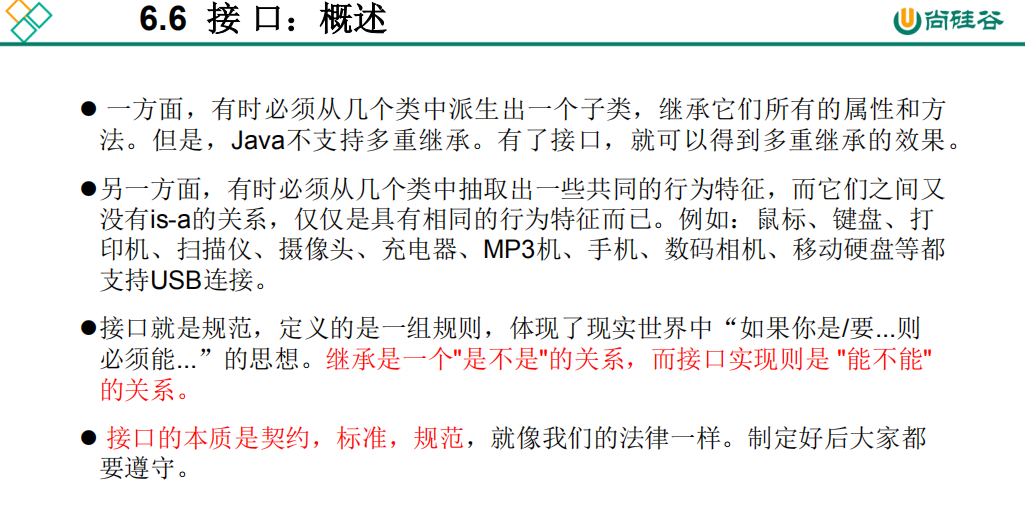 6.6 接 口：概述
尚硅谷
● 一方面，有时必须从几个类中派生出一个子类，继承它们所有的属性和方
法。但是，Java不支持多重继承。有了接口，就可以得到多重继承的效果。
●另一方面，有时必须从几个类中抽取出一些共同的行为特征，而它们之间又
没有is-a的关系，仅仅是具有相同的行为特征而已。例如：鼠标、键盘、打
印机、扫描仪、摄像头、充电器、MP3机、手机、数码相机、移动硬盘等都
支持USB连接。
●接口就是规范，定义的是一组规则，体现了现实世界中“如果你是/要...则
必须能...”的思想。继承是一个"是不是"的关系，而接口实现则是 "能不能"
的关系。
● 接口的本质是契约，标准，规范，就像我们的法律一样。制定好后大家都
要遵守。